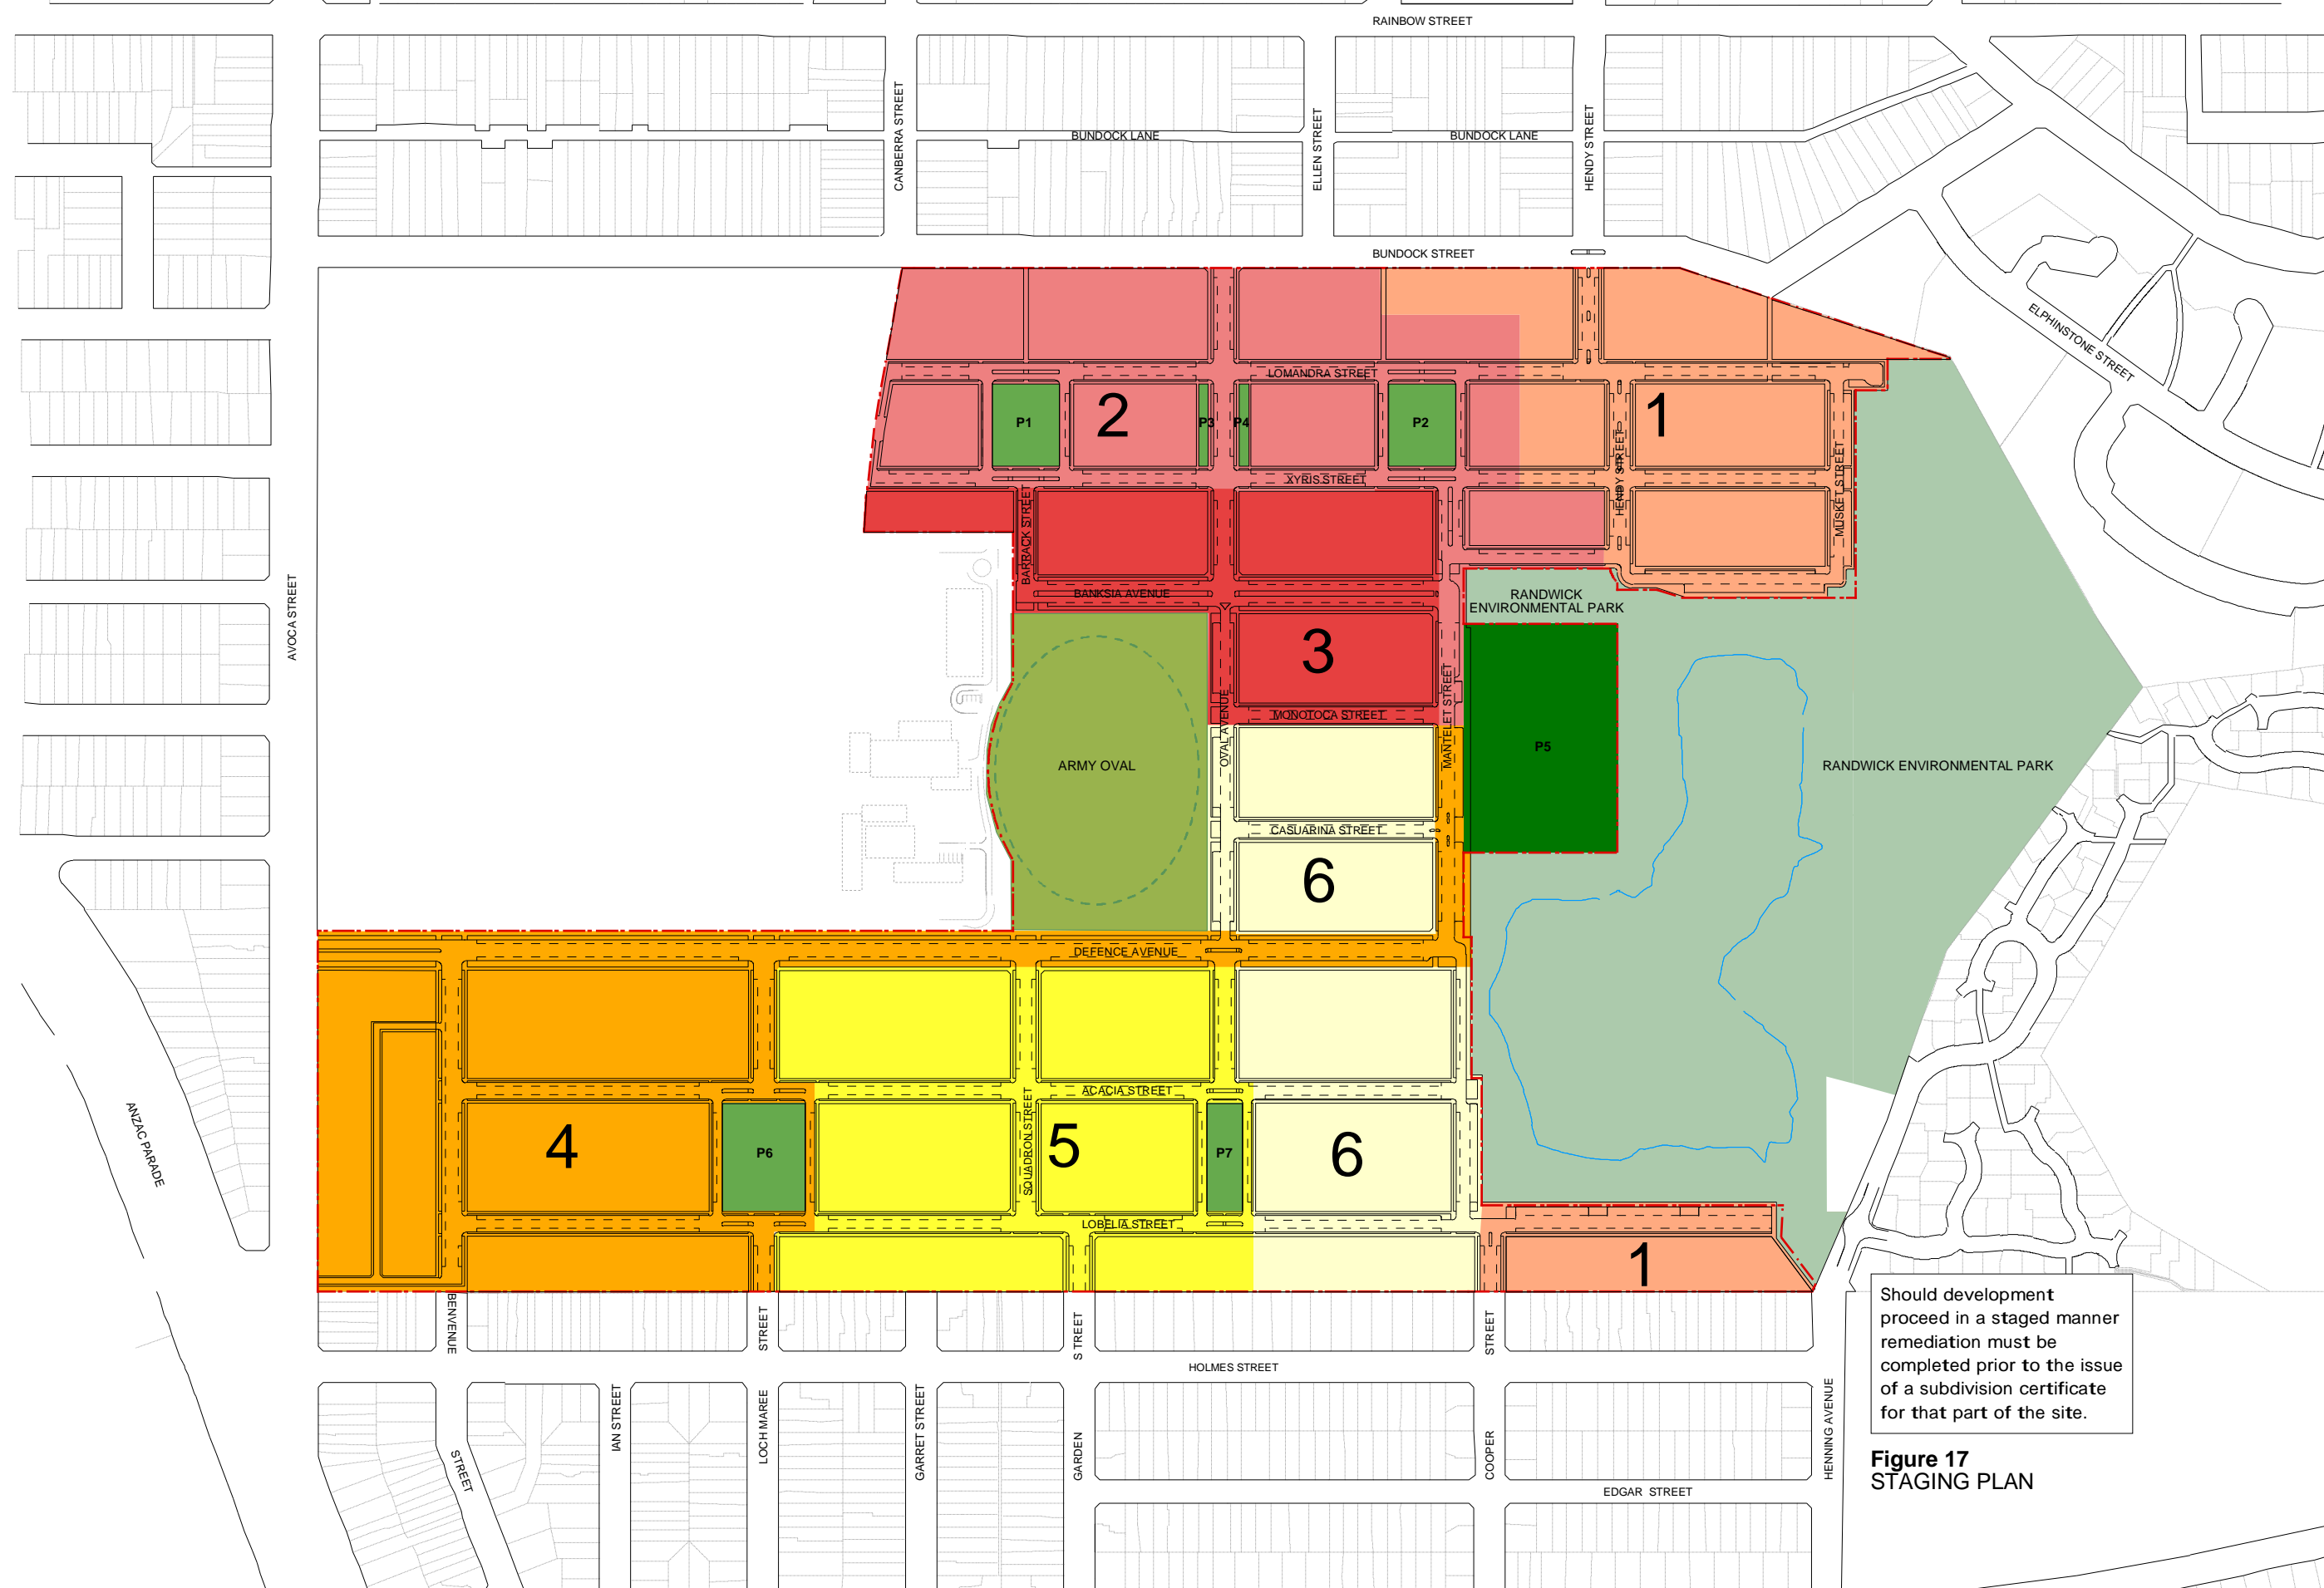 RAINBOW STREET
CANBERRA STREET
BUNDOCK LANE
ELLEN STREET
BUNDOCK LANE
HENDY STREET
BUNDOCK STREET
ELPHINSTONE STREET
LOMANDRA STREET
P1
2
P3
P4
P2
1
HENDY STREET
MUSKET STREET
XYRIS STREET
BARRACK STREET
AVOCA STREET
BANKSIA AVENUE
RANDWICK
ENVIRONMENTAL PARK
3
MANTELET STREET
OVAL AVENUE
MONOTOCA STREET
P5
ARMY OVAL
RANDWICK ENVIRONMENTAL PARK
CASUARINA STREET
6
DEFENCE AVENUE
ACACIA STREET
SQUADRON STREET
ANZAC PARADE
4
P6
5
P7
6
LOBELIA STREET
1
BENVENUE
STREET
S TREET
STREET
HOLMES STREET
STREET
IAN STREET
LOCH MAREE
GARRET STREET
GARDEN
COOPER
HENNING AVENUE
EDGAR STREET
Should development
proceed in a staged manner
remediation must be
completed prior to the issue
of a subdivision certificate
for that part of the site.
Figure 17
STAGING PLAN